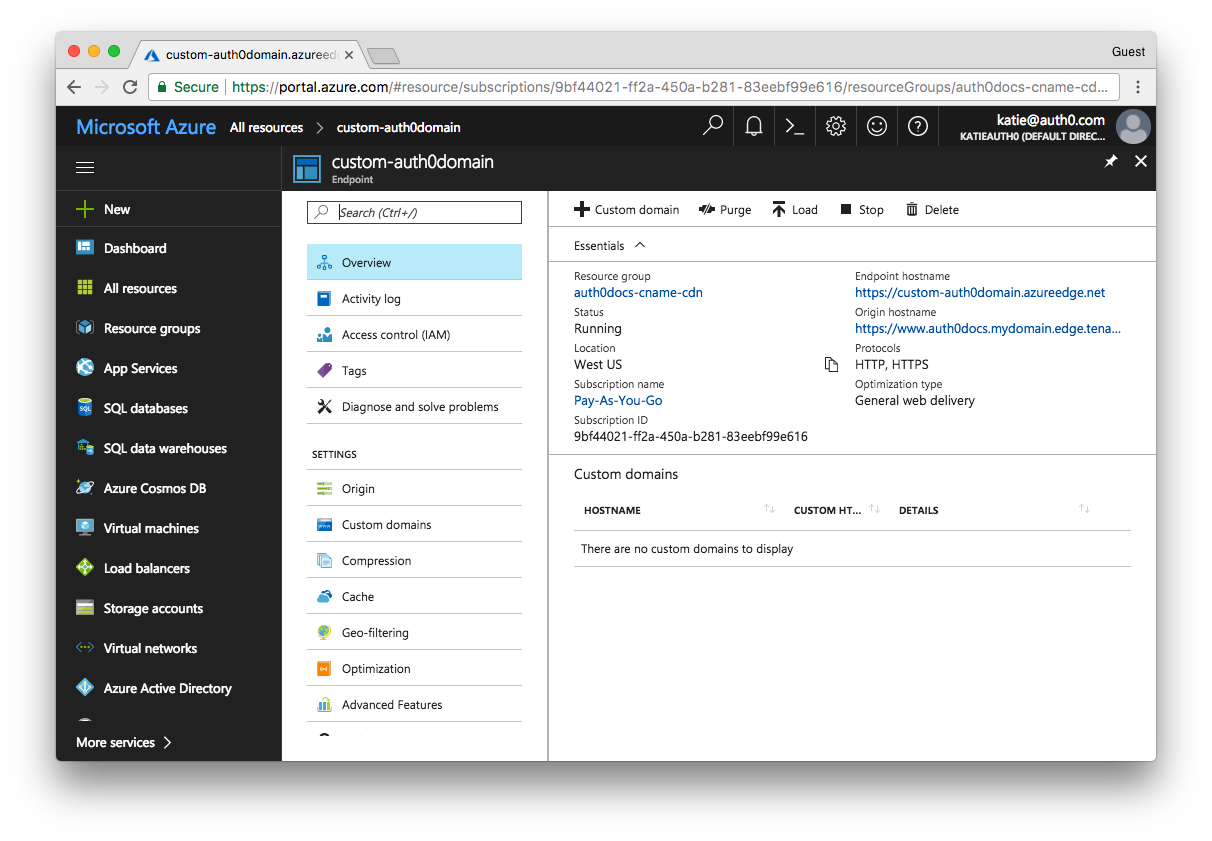 custom-auth0domain.azureed
Guest
Secure
https://portal.azure.com/#resource/subscriptions/9bf44021-ff2a-450a-b281-83eebf99e616/resourceGroups/auth0docs-cname-cd...
Microsoft Azure All resources > custom-auth0domain
katie@auth0.com
KATIEAUTH0 (DEFAULT DIREC...
custom-auth0domain
Endpoint
New
Dashboard
All resources
Resource groups
App Services
SQL databases
SQL data warehouses
Azure Cosmos DB
Virtual machines
Load balancers
Storage accounts
Virtual networks
Azure Active Directory
More services >
Search (Ctrl+/)
Overview
Activity log
Access control (IAM)
Tags
Diagnose and solve problems
SETTINGS
Origin
Custom domains
Compression
Cache
Geo-filtering
Optimization
Advanced Features
Custom domain Purge Load Stop Delete
Essentials
Resource group
auth0docs-cname-cdn
Status
Running
Location
West US
Subscription name
Pay-As-You-Go
Subscription ID
9bf44021-ff2a-450a-b281-83eebf99e616
Endpoint hostname
https://custom-auth0domain.azureedge.net
Origin hostname
https://www.auth0docs.mydomain.edge.tena...
Protocols
HTTP, HTTPS
Optimization type
General web delivery
Custom domains
HOSTNAME CUSTOM HT... DETAILS
There are no custom domains to display